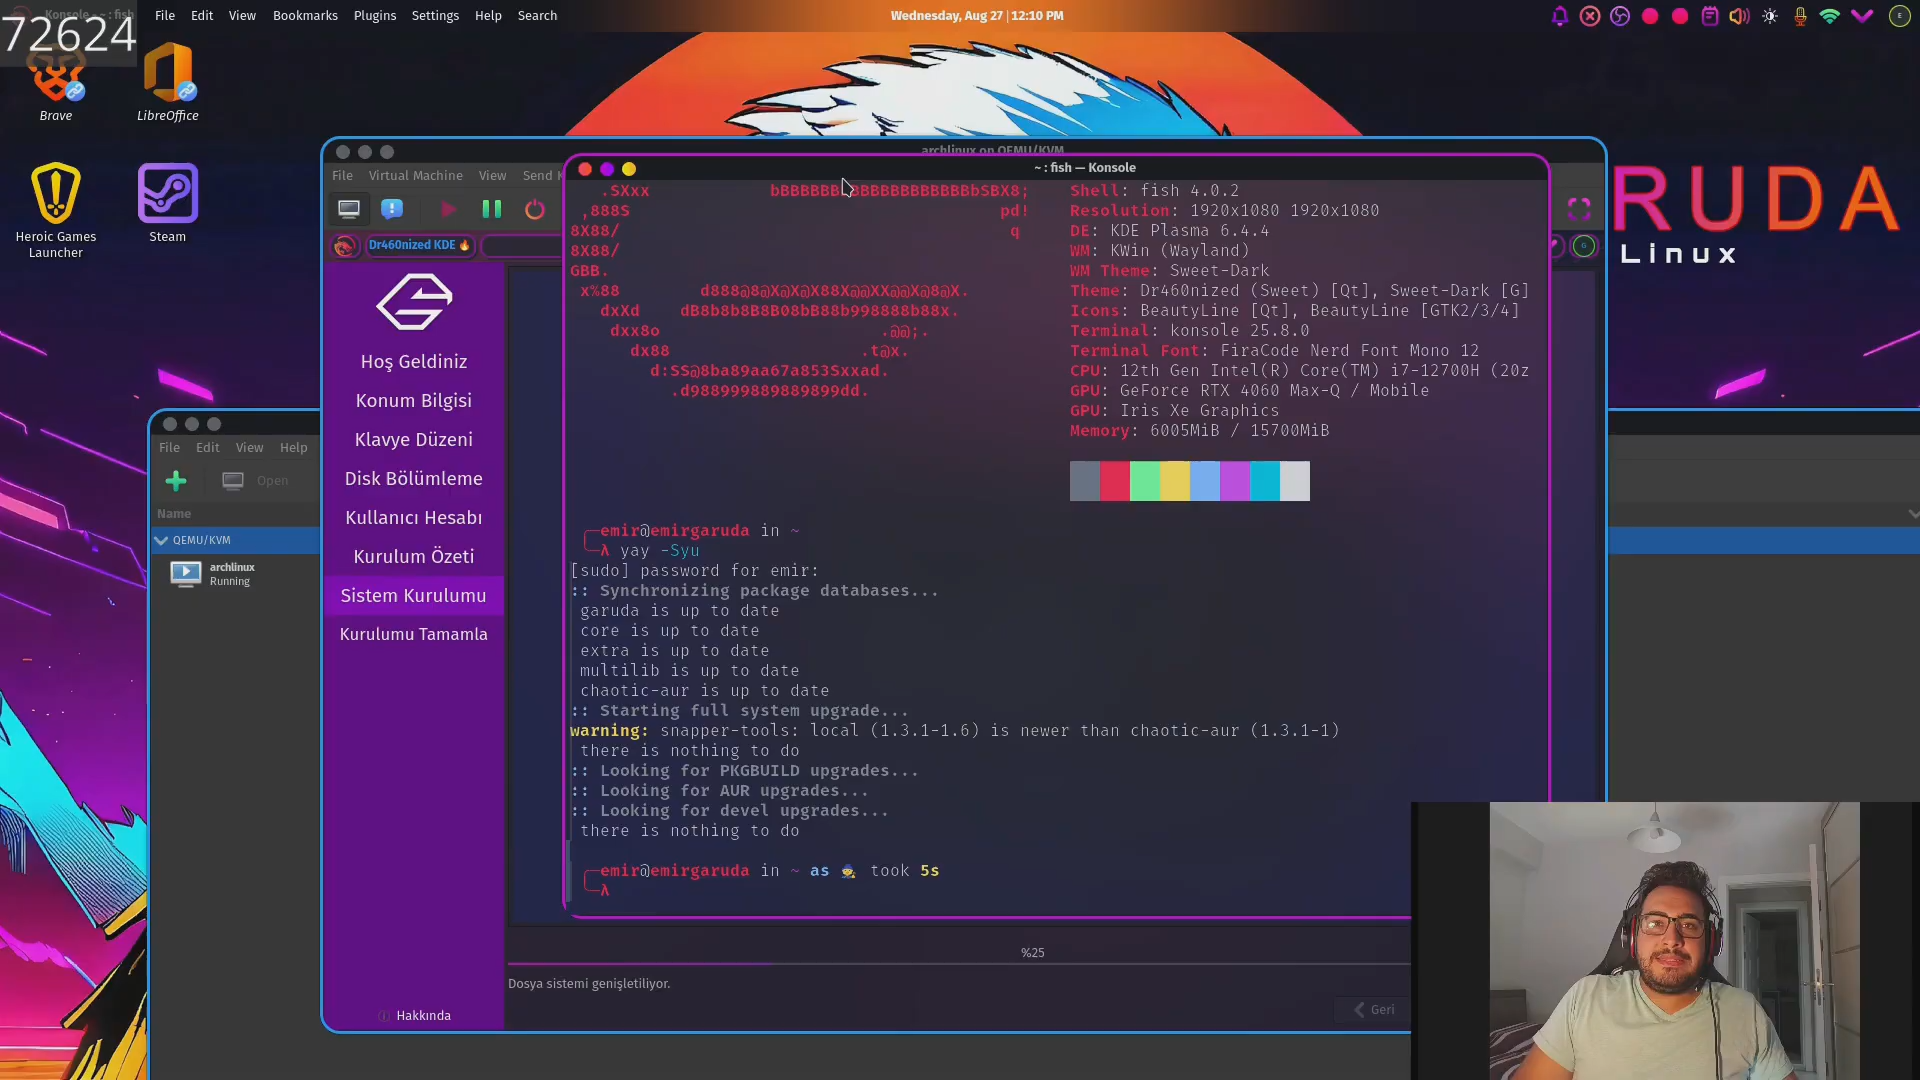 File Edit View Bookmarks Plugins Settings Help Search
Wednesday, Aug 27 | 12:10 PM
72624
Brave
LibreOffice
Heroic Games
Launcher
Steam
RUDA
Linux
archlinux on QEMU/KVM
File Virtual Machine View Send K
Dr460nized KDE 🔥
Hoş Geldiniz
Konum Bilgisi
Klavye Düzeni
Disk Bölümleme
Kullanıcı Hesabı
Kurulum Özeti
Sistem Kurulumu
Kurulumu Tamamla
Hakkında
File Edit View Help
Open
Name
QEMU/KVM
archlinux
Running
~ : fish — Konsole
Shell: fish 4.0.2
Resolution: 1920x1080 1920x1080
DE: KDE Plasma 6.4.4
WM: KWin (Wayland)
WM Theme: Sweet-Dark
Theme: Dr460nized (Sweet) [Qt], Sweet-Dark [G]
Icons: BeautyLine [Qt], BeautyLine [GTK2/3/4]
Terminal: konsole 25.8.0
Terminal Font: FiraCode Nerd Font Mono 12
CPU: 12th Gen Intel(R) Core(TM) i7-12700H (20z
GPU: GeForce RTX 4060 Max-Q / Mobile
GPU: Iris Xe Graphics
Memory: 6005MiB / 15700MiB
emir@emirgaruda in ~
λ yay -Syu
[sudo] password for emir:
:: Synchronizing package databases...
garuda is up to date
core is up to date
extra is up to date
multilib is up to date
chaotic-aur is up to date
:: Starting full system upgrade...
warning: snapper-tools: local (1.3.1-1.6) is newer than chaotic-aur (1.3.1-1)
there is nothing to do
:: Looking for PKGBUILD upgrades...
:: Looking for AUR upgrades...
:: Looking for devel upgrades...
there is nothing to do
emir@emirgaruda in ~ as 🧙 took 5s
λ
%25
Dosya sistemi genişletiliyor.
Geri